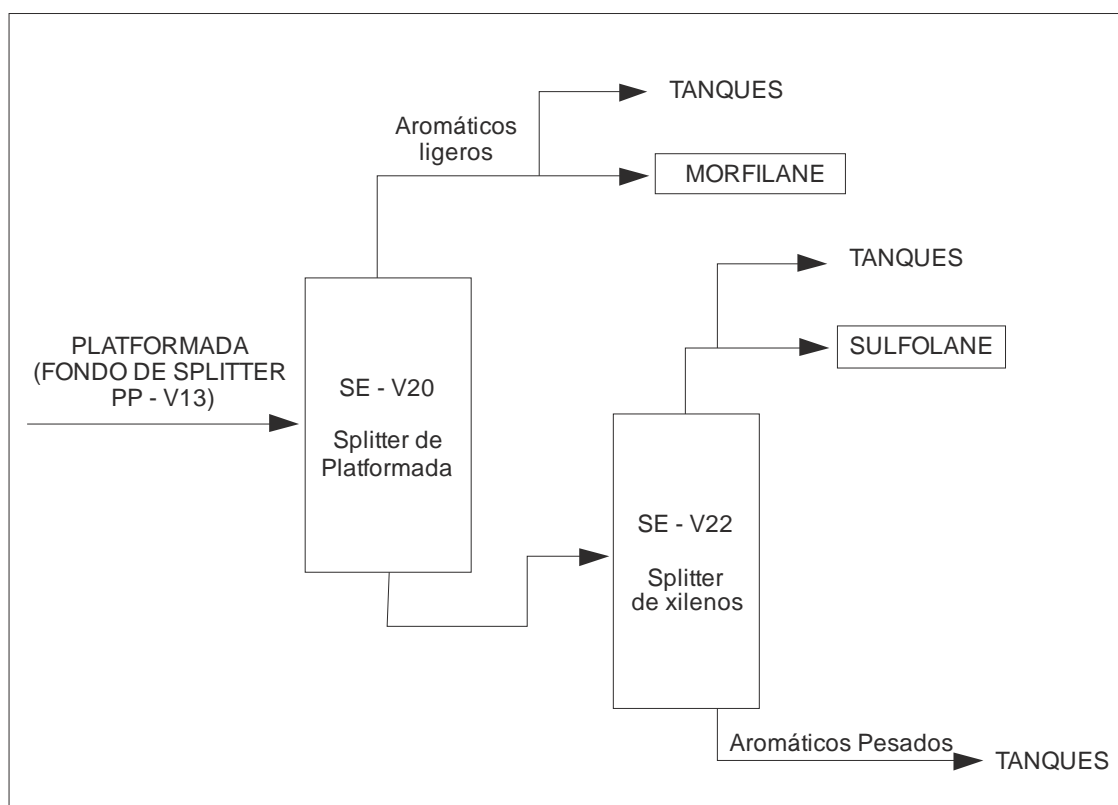 TANQUES
Aromáticos
ligeros
MORFILANE
TANQUES
PLATFORMADA
(FONDO DE SPLITTER
PP - V13)
SULFOLANE
SE - V20
Splitter de
Platformada
SE - V22
Splitter
de xilenos
Aromáticos Pesados
TANQUES